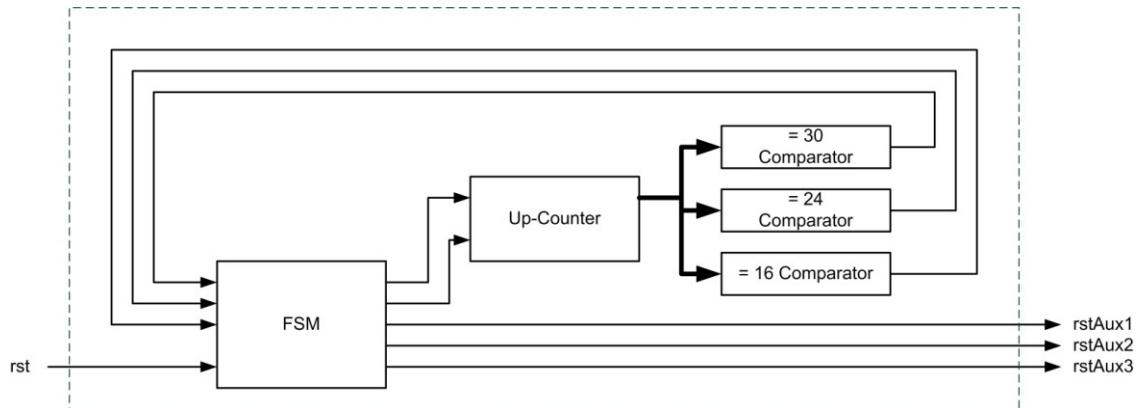 = 30
Comparator
= 24
Comparator
Up-Counter
= 16 Comparator
FSM
rstAux1
rstAux2
rst
rstAux3